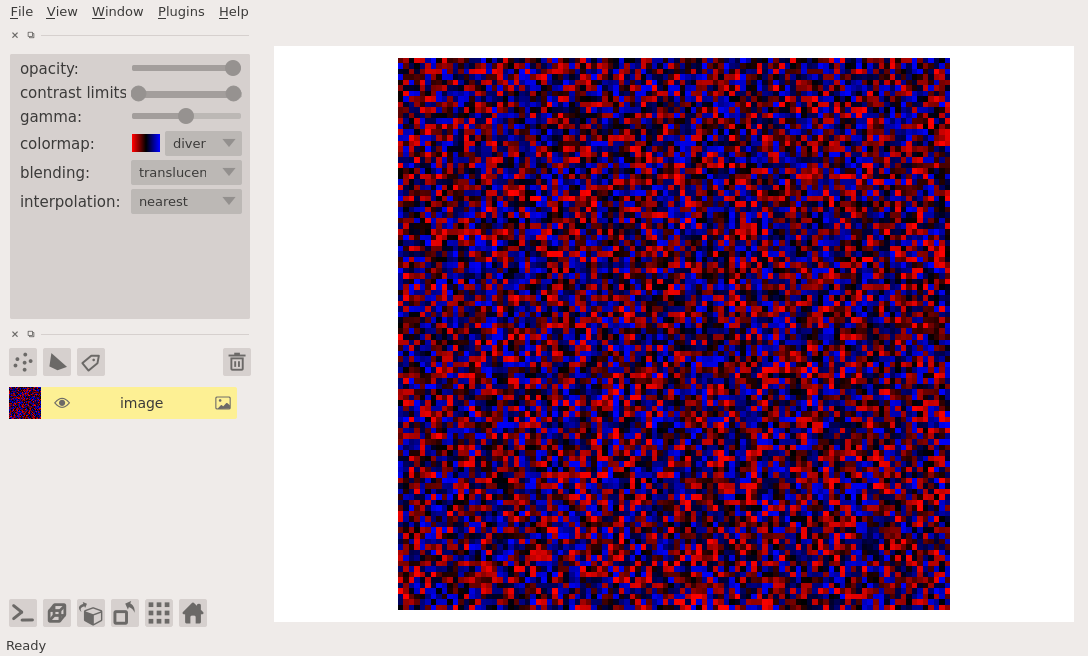 File View Window Plugins Help
opacity:
contrast limits
gamma:
colormap: diver
blending: translucen
interpolation: nearest
image
Ready